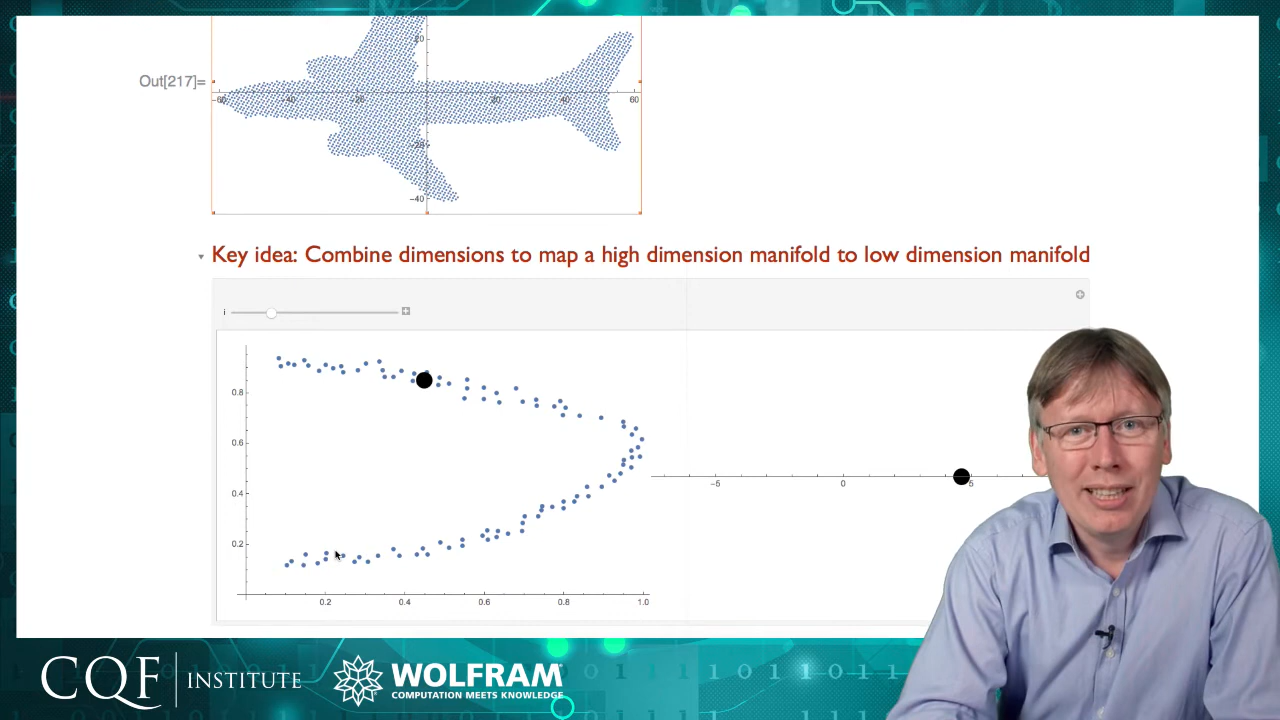 20
Out[217]=
-60 -40 -20 20 40 60
-20
-40
Key idea: Combine dimensions to map a high dimension manifold to low dimension manifold
i
0.8
0.6
0.4
0.2
0.2 0.4 0.6 0.8 1.0
-5 0 5
CQF INSTITUTE
WOLFRAM
COMPUTATION MEETS KNOWLEDGE